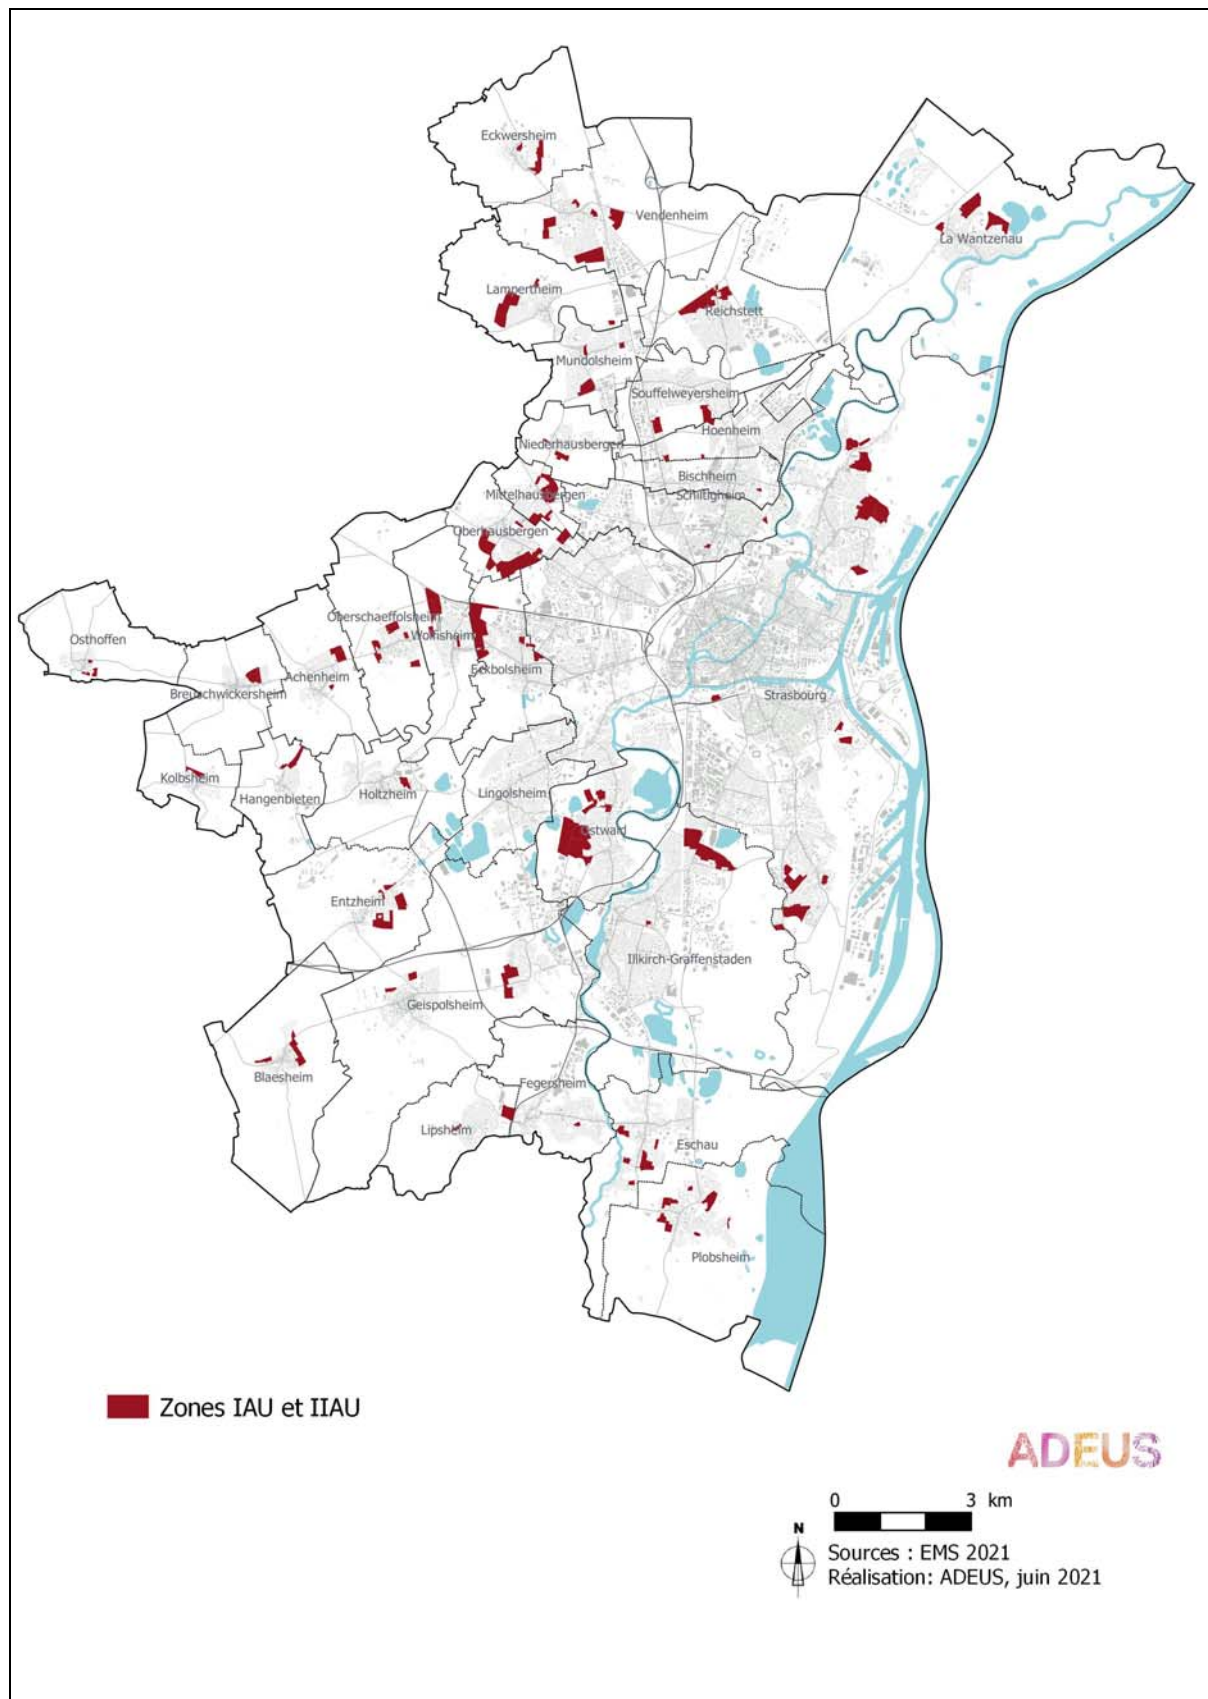 Eckwersheim
Vendenheim
La Wantzenau
Lampertheim
Reichstett
Mundolsheim
Souffelweyersheim
Hoenheim
Niederhausbergen
Bischheim
Mittelhausbergen
Schiltigheim
Oberhausbergen
Oberschaeffolsheim
Wolfisheim
Osthoffen
Eckbolsheim
Achenheim
Breuschwickersheim
Strasbourg
Kolbsheim
Hangenbieten
Holtzheim
Lingolsheim
Ostwald
Entzheim
Illkirch-Graffenstaden
Geispolsheim
Blaesheim
Fegersheim
Lipsheim
Eschau
Plobsheim
Zones IAU et IIAU
ADEUS
0 3 km
N
Sources : EMS 2021
Réalisation: ADEUS, juin 2021